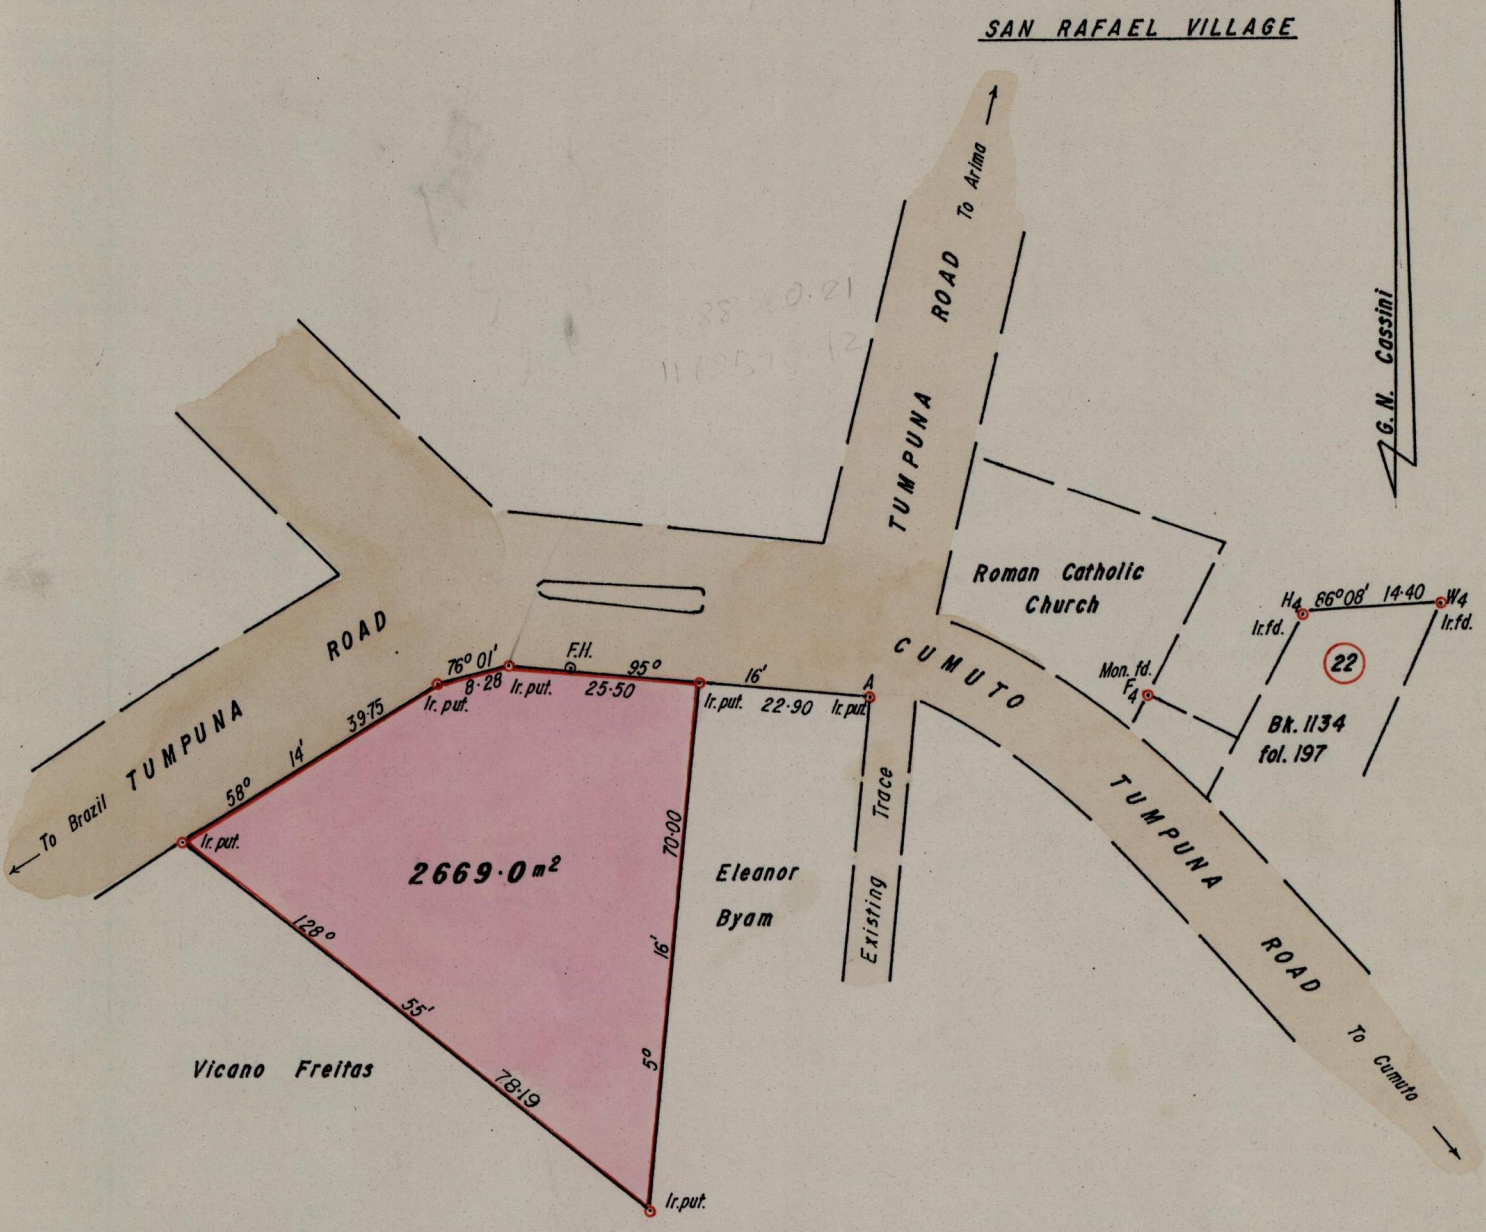 SAN RAFAEL VILLAGE
G.N. Cassini
To Arima
TUMPUNA ROAD
Roman Catholic
Church
H4 86° 08' 14·40 W4
Ir.fd. Ir.fd.
22
Bk. 1134
fol. 197
Mon. fd.
F4
CUMUTO
TUMPUNA
ROAD
To Cumuto
TUMPUNA ROAD
To Brazil
58° 14' 39·75
76° 01'
8·28
F.H.
95° 16'
25·50 22·90
A
Ir. put. Ir. put. Ir. put. Ir. put.
Ir. put.
2669·0 m²
70·00
16'
5°
Eleanor
Byam
Existing Trace
128° 55' 78·19
Vicano Freitas
Ir. put.